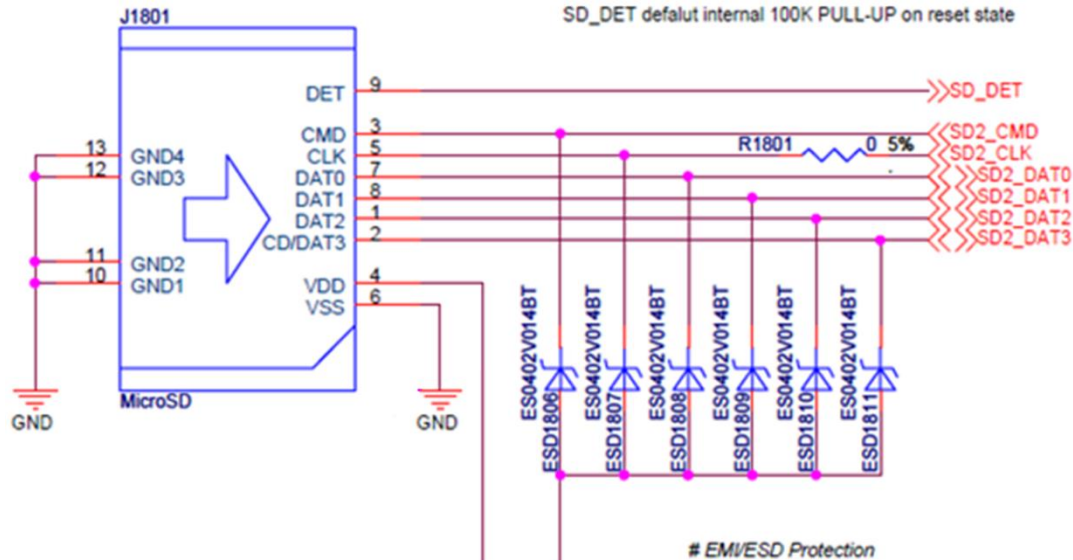 J1801
SD_DET defalut internal 100K PULL-UP on reset state
DET 9 SD_DET
CMD 3 SD2_CMD
CLK 5 R1801 0 5% SD2_CLK
DAT0 7 SD2_DAT0
DAT1 8 SD2_DAT1
DAT2 1 SD2_DAT2
CD/DAT3 2 SD2_DAT3
13 GND4
12 GND3
11 GND2
10 GND1
VDD 4
VSS 6
MicroSD
GND
GND
ES0402V014BT
ESD1806
ES0402V014BT
ESD1807
ES0402V014BT
ESD1808
ES0402V014BT
ESD1809
ES0402V014BT
ESD1810
ES0402V014BT
ESD1811
# EMI/ESD Protection